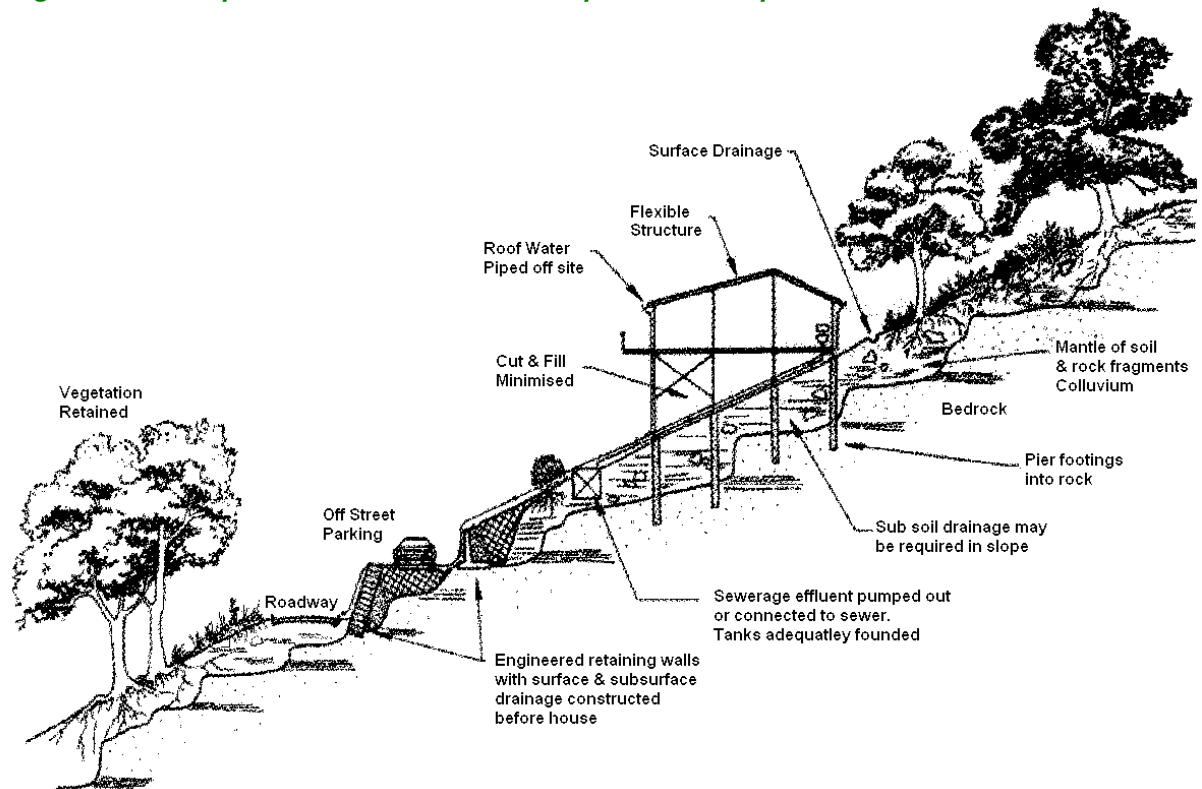 Surface Drainage
Flexible
Structure
Roof Water
Piped off site
Cut & Fill
Minimised
Mantle of soil
& rock fragments
Colluvium
Vegetation
Retained
Bedrock
Pier footings
into rock
Off Street
Parking
Sub soil drainage may
be required in slope
Roadway
Sewerage effluent pumped out
or connected to sewer.
Tanks adequatley founded
Engineered retaining walls
with surface & subsurface
drainage constructed
before house